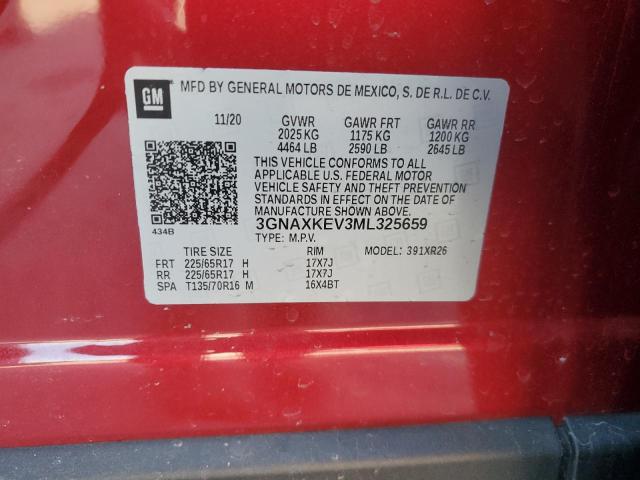 GM
MFD BY GENERAL MOTORS DE MEXICO, S. DE R.L. DE C.V.
11/20 GVWR GAWR FRT GAWR RR
2025 KG 1175 KG 1200 KG
4464 LB 2590 LB 2645 LB
THIS VEHICLE CONFORMS TO ALL
APPLICABLE U.S. FEDERAL MOTOR
VEHICLE SAFETY AND THEFT PREVENTION
STANDARDS IN EFFECT ON THE DATE OF
MANUFACTURE SHOWN ABOVE.
434B 3GNAXKEV3ML325659
TYPE: M.P.V.
TIRE SIZE RIM MODEL: 391XR26
FRT 225/65R17 H 17X7J
RR 225/65R17 H 17X7J
SPA T135/70R16 M 16X4BT